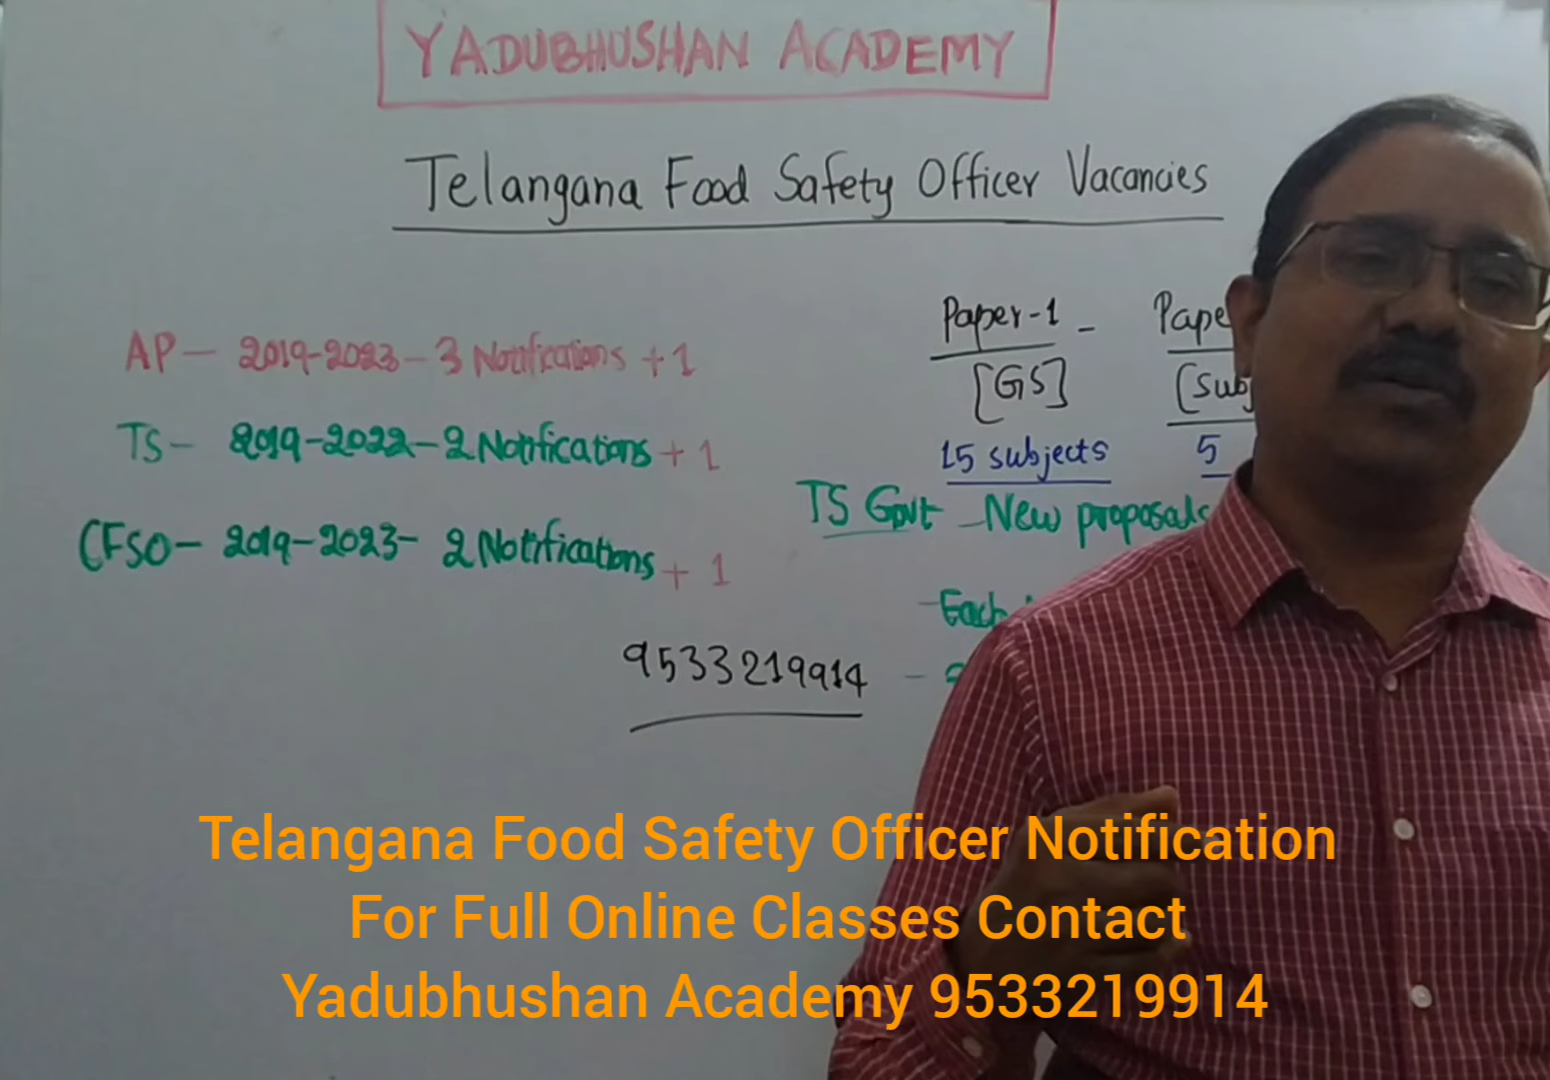 YADUBHUSHAN ACADEMY
Telangana Food Safety Officer Vacancies
AP - 2019-2023 - 3 Notifications + 1
TS - 2019-2022 - 2 Notifications + 1
CFSO - 2019-2023 - 2 Notifications + 1
9533219914
Paper-1 -
[GS]
15 subjects
5
TS Govt - New proposals
- Each
Telangana Food Safety Officer Notification
For Full Online Classes Contact
Yadubhushan Academy 9533219914